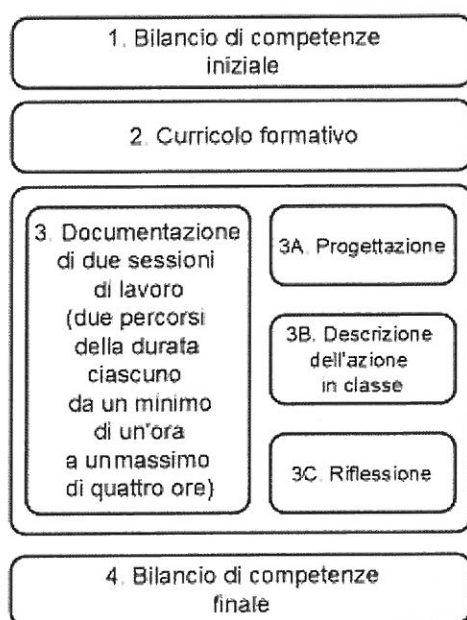 1. Bilancio di competenze
iniziale
2. Curricolo formativo
3. Documentazione
di due sessioni
di lavoro
(due percorsi
della durata
ciascuno
da un minimo
di un'ora
a un massimo
di quattro ore)
3A. Progettazione
3B. Descrizione
dell'azione
in classe
3C. Riflessione
4. Bilancio di competenze
finale